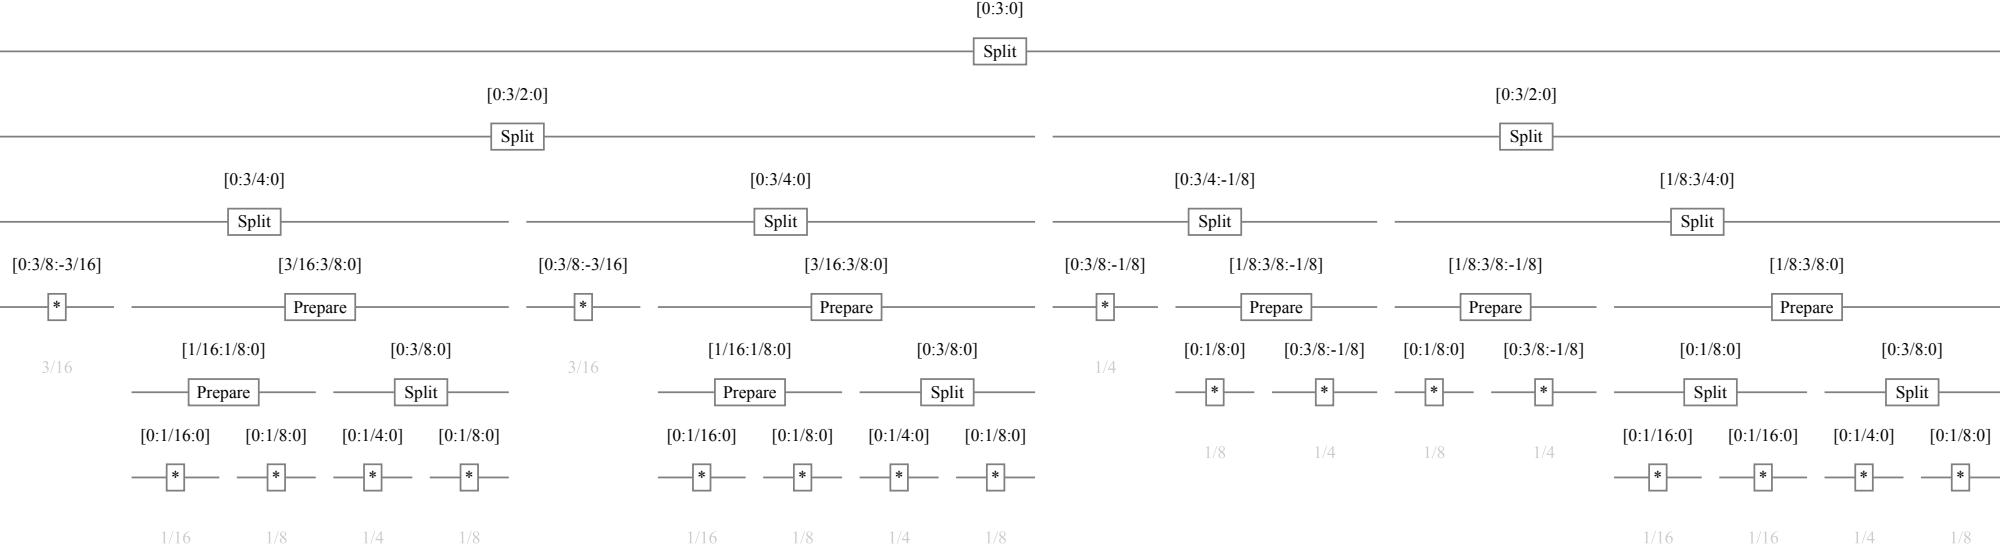 [0:3:0]
Split
[0:3/2:0] [0:3/2:0]
Split Split
[0:3/4:0] [0:3/4:0] [0:3/4:-1/8] [1/8:3/4:0]
Split Split Split Split
[0:3/8:-3/16] [3/16:3/8:0] [0:3/8:-3/16] [3/16:3/8:0] [0:3/8:-1/8] [1/8:3/8:-1/8] [1/8:3/8:-1/8] [1/8:3/8:0]
* Prepare * Prepare * Prepare Prepare Prepare
[1/16:1/8:0] [0:3/8:0] [1/16:1/8:0] [0:3/8:0] [0:1/8:0] [0:3/8:-1/8] [0:1/8:0] [0:3/8:-1/8] [0:1/8:0] [0:3/8:0]
3/16 3/16 1/4
Prepare Split Prepare Split * * * * Split Split
[0:1/16:0] [0:1/8:0] [0:1/4:0] [0:1/8:0] [0:1/16:0] [0:1/8:0] [0:1/4:0] [0:1/8:0] [0:1/16:0] [0:1/16:0] [0:1/4:0] [0:1/8:0]
1/8 1/4 1/8 1/4
* * * * * * * * * * * *
1/16 1/8 1/4 1/8 1/16 1/8 1/4 1/8 1/16 1/16 1/4 1/8